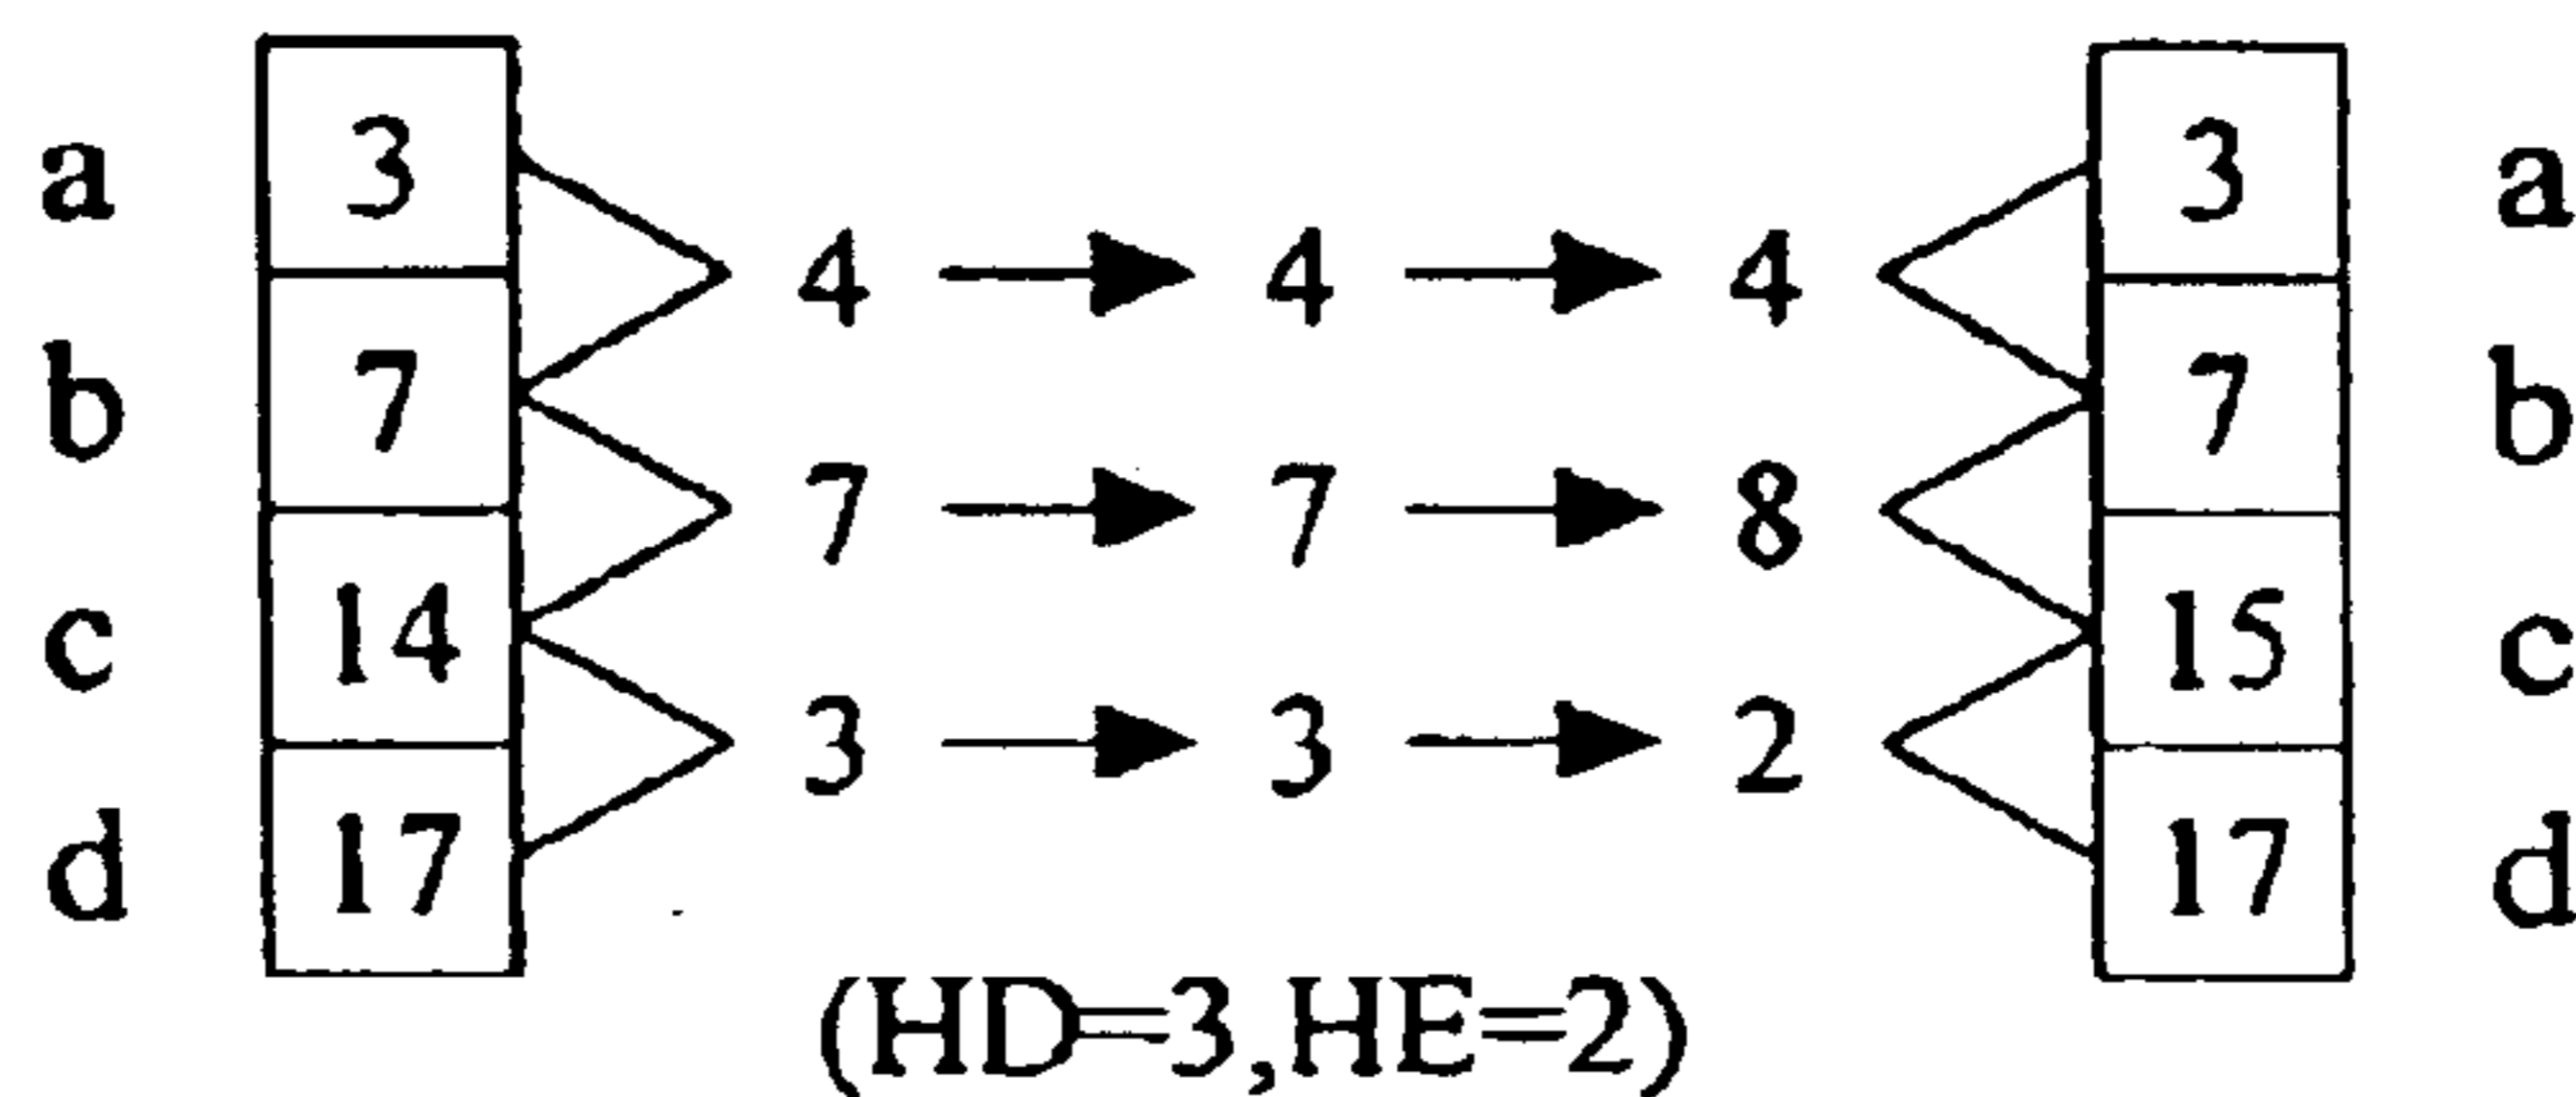 a 3 3 a
4 → 4 → 4
b 7 7 b
7 → 7 → 8
c 14 15 c
3 → 3 → 2
d 17 17 d
(HD=3,HE=2)